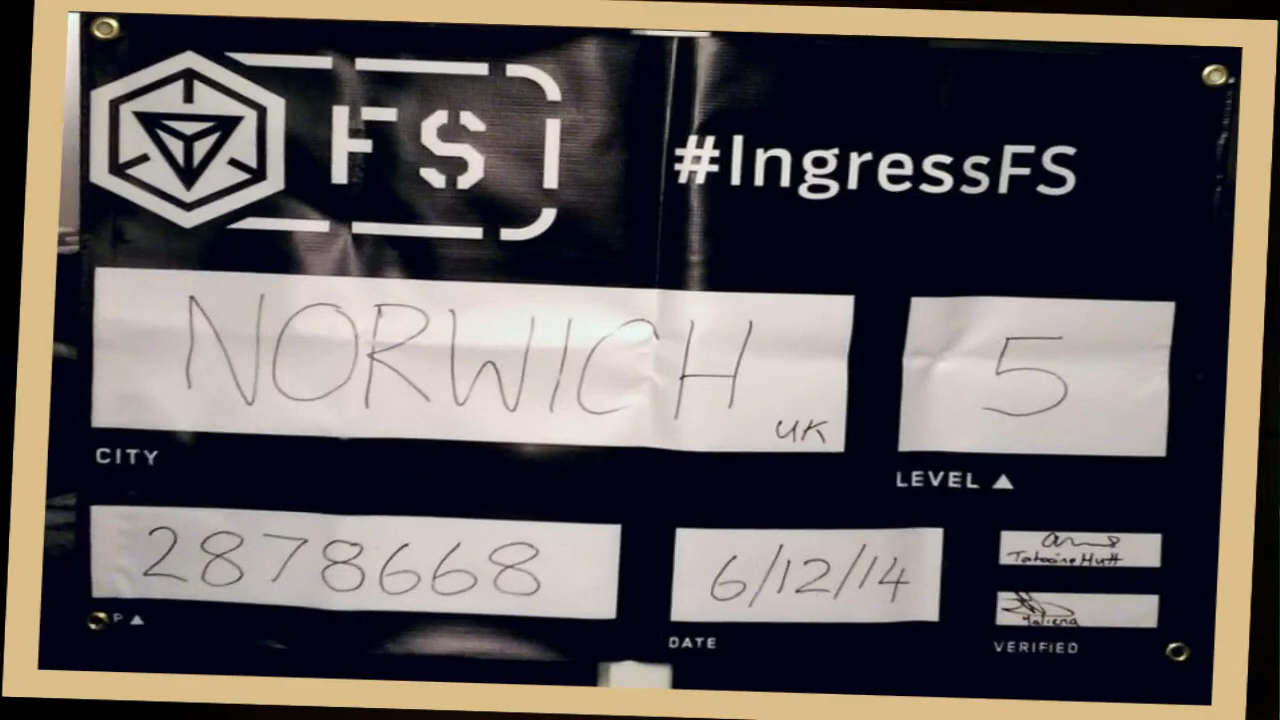 FS
#IngressFS
NORWICH
UK
5
CITY
LEVEL
2878668
6/12/14
Tatooine Hutt
P
DATE
VERIFIED